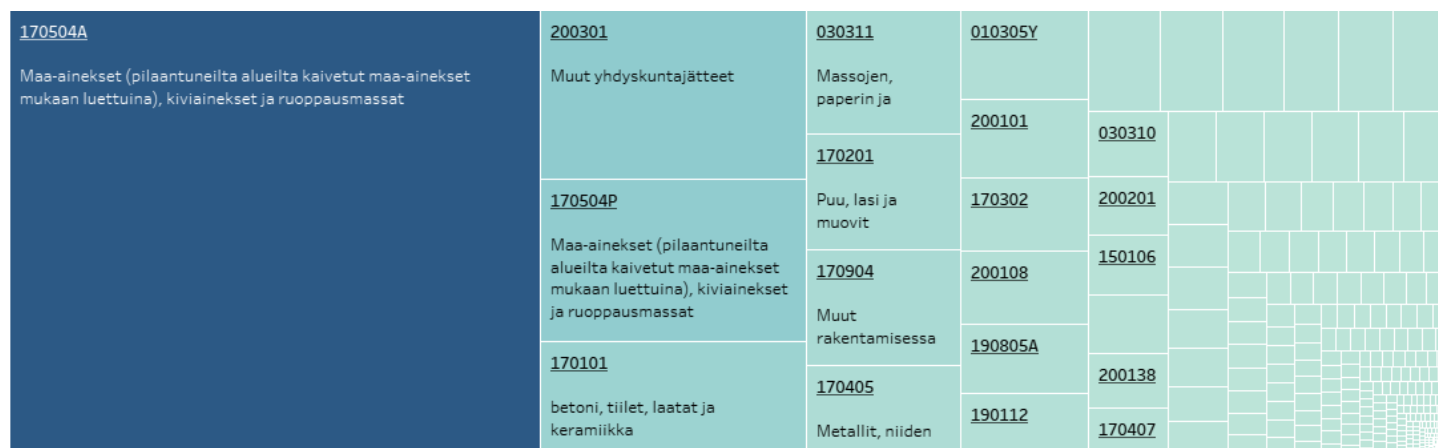 170504A
Maa-ainekset (pilaantuneilta alueilta kaivetut maa-ainekset
mukaan luettuina), kiviainekset ja ruoppausmassat
200301
Muut yhdyskuntajätteet
170504P
Maa-ainekset (pilaantuneilta
alueilta kaivetut maa-ainekset
mukaan luettuina), kiviainekset
ja ruoppausmassat
170101
betoni, tiilet, laatat ja
keramiikka
030311
Massojen,
paperin ja
170201
Puu, lasi ja
muovit
170904
Muut
rakentamisessa
170405
Metallit, niiden
010305Y
200101
170302
200108
190805A
190112
030310
200201
150106
200138
170407